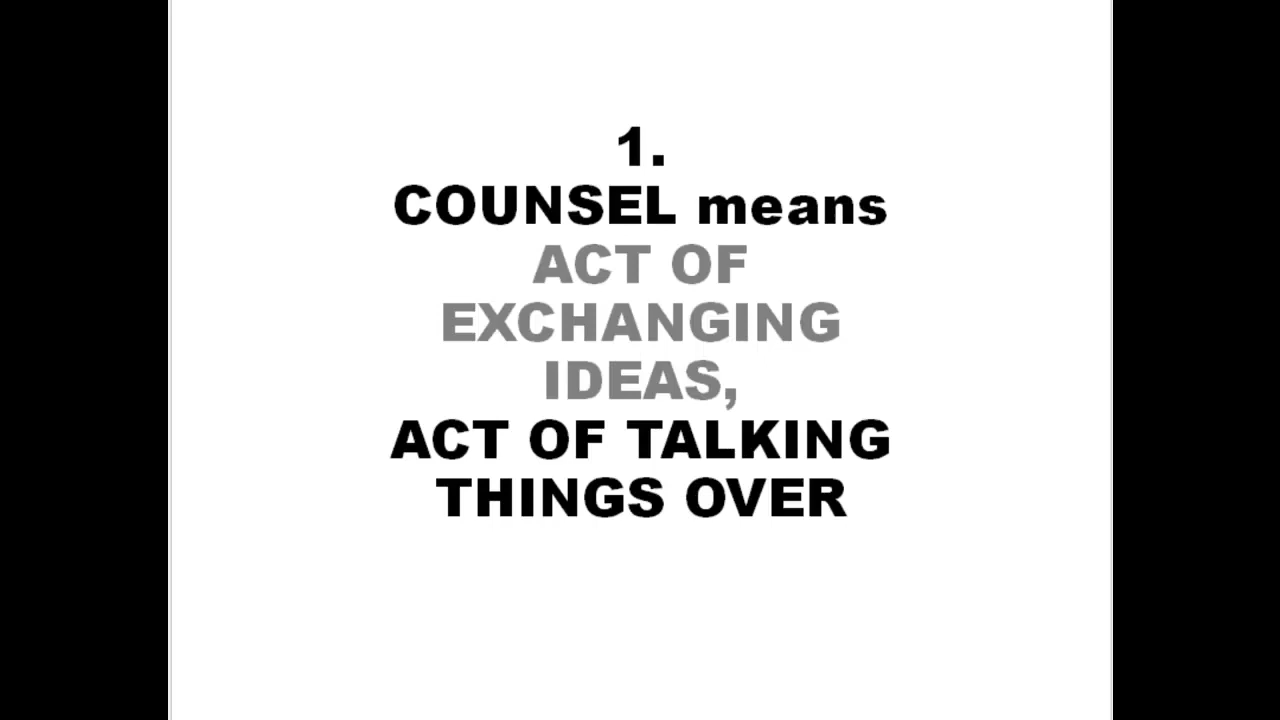 1.
COUNSEL means
ACT OF
EXCHANGING
IDEAS,
ACT OF TALKING
THINGS OVER